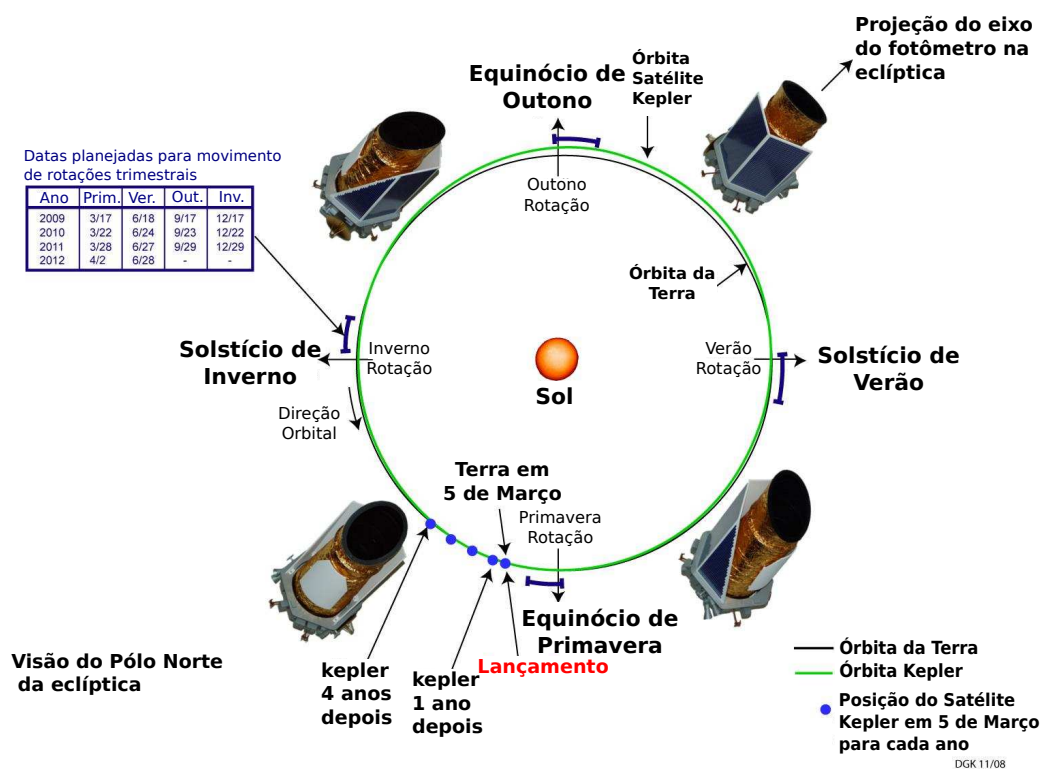 Projeção do eixo
do fotômetro na
eclíptica
Órbita
Satélite
Kepler
Equinócio de
Outono
Datas planejadas para movimento
de rotações trimestrais
Ano Prim. Ver. Out. Inv.
2009 3/17 6/18 9/17 12/17
2010 3/22 6/24 9/23 12/22
2011 3/28 6/27 9/29 12/29
2012 4/2 6/28 - -
Outono
Rotação
Órbita da
Terra
Solstício de
Inverno
Inverno
Rotação
Verão
Rotação
Solstício de
Verão
Sol
Direção
Orbital
Terra em
5 de Março
Primavera
Rotação
Equinócio de
Primavera
Lançamento
kepler
4 anos
depois
kepler
1 ano
depois
Visão do Pólo Norte
da eclíptica
Órbita da Terra
Órbita Kepler
Posição do Satélite
Kepler em 5 de Março
para cada ano
DGK 11/08